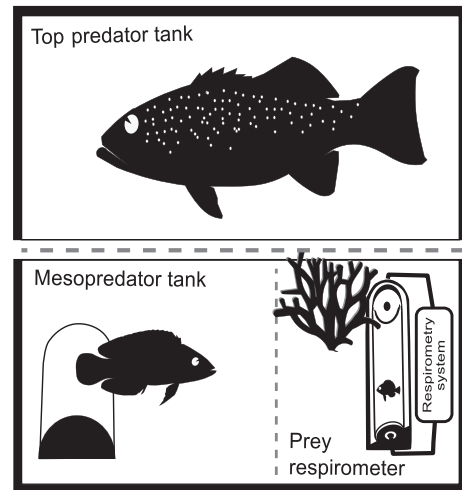 Top predator tank
Mesopredator tank
Respirometry
system
Prey
respirometer